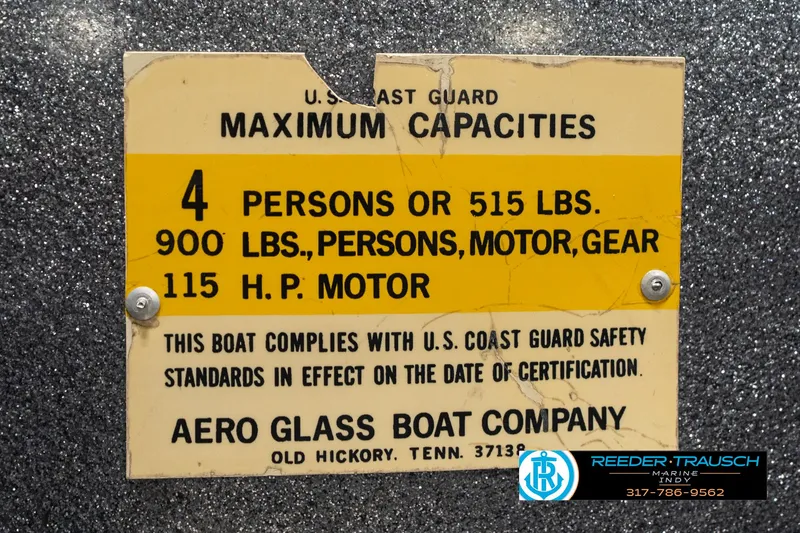 U.S. COAST GUARD
MAXIMUM CAPACITIES
4 PERSONS OR 515 LBS.
900 LBS., PERSONS, MOTOR, GEAR
115 H.P. MOTOR
THIS BOAT COMPLIES WITH U.S. COAST GUARD SAFETY
STANDARDS IN EFFECT ON THE DATE OF CERTIFICATION.
AERO GLASS BOAT COMPANY
OLD HICKORY, TENN. 37138
REEDER·TRAUSCH
MARINE
INDY
317-786-9562